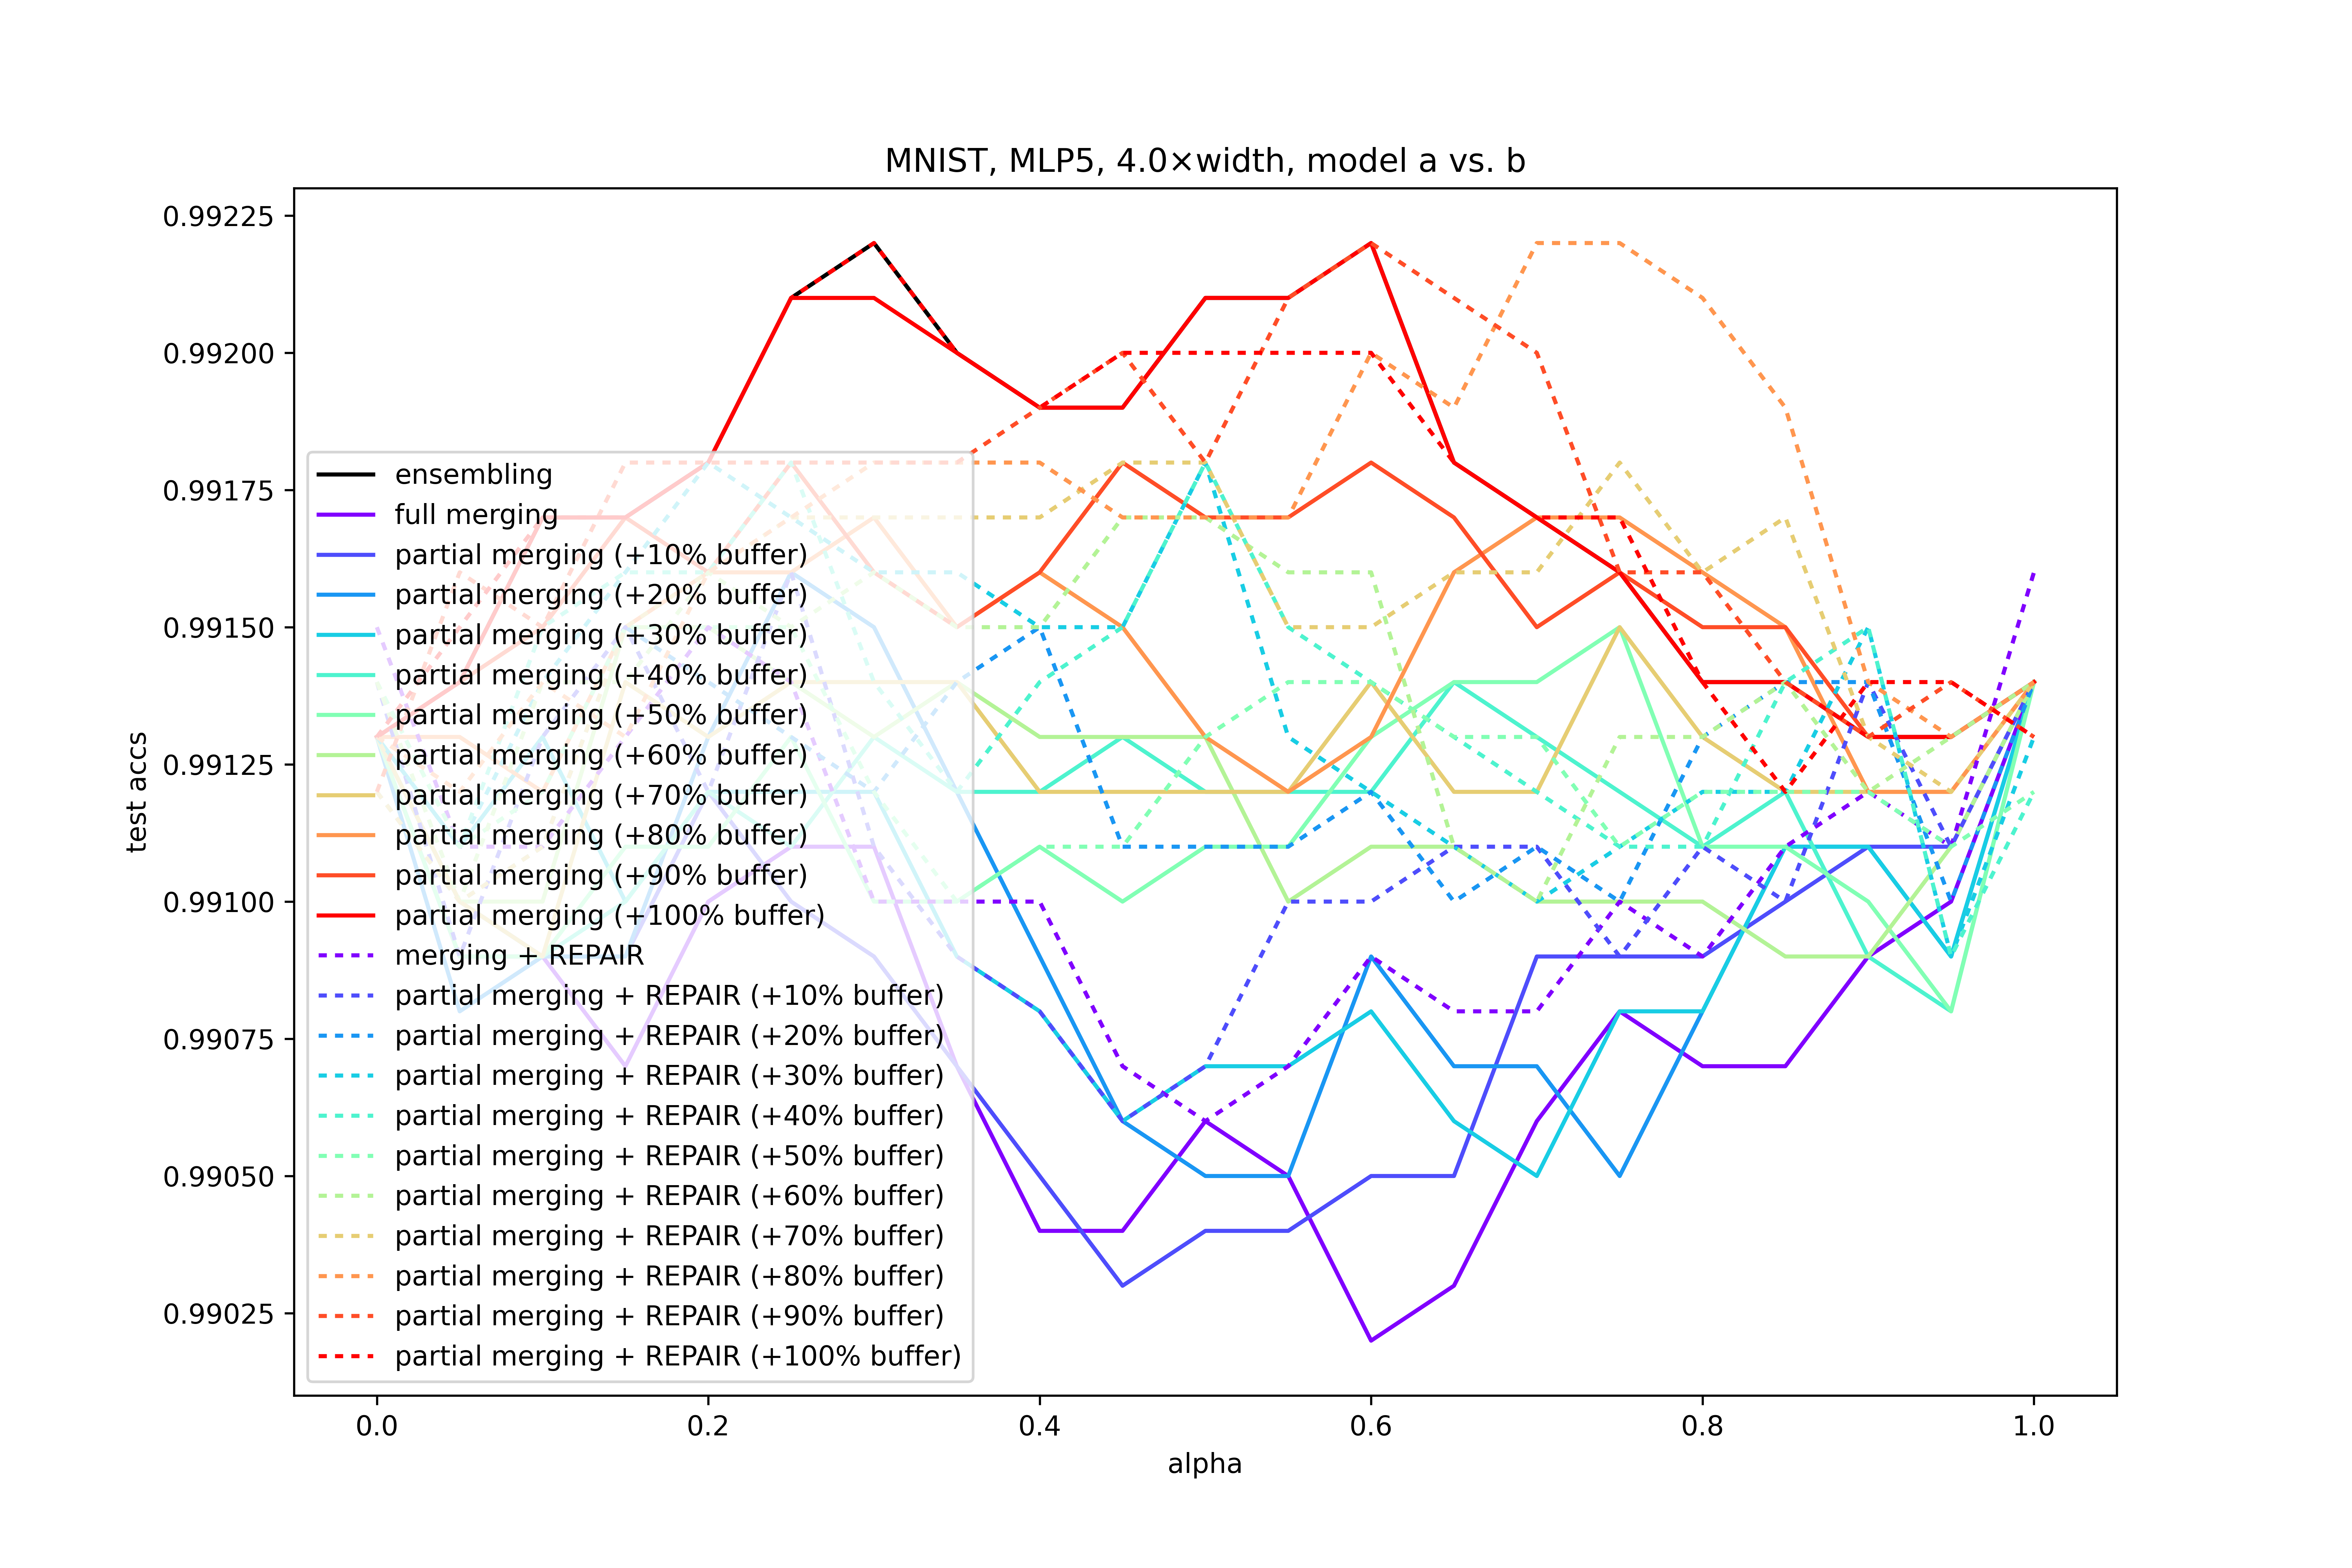 MNIST, MLP5, 4.0×width, model a vs. b
0.99225
0.99200
0.99175
0.99150
0.99125
0.99100
0.99075
0.99050
0.99025
test accs
ensembling
full merging
partial merging (+10% buffer)
partial merging (+20% buffer)
partial merging (+30% buffer)
partial merging (+40% buffer)
partial merging (+50% buffer)
partial merging (+60% buffer)
partial merging (+70% buffer)
partial merging (+80% buffer)
partial merging (+90% buffer)
partial merging (+100% buffer)
merging + REPAIR
partial merging + REPAIR (+10% buffer)
partial merging + REPAIR (+20% buffer)
partial merging + REPAIR (+30% buffer)
partial merging + REPAIR (+40% buffer)
partial merging + REPAIR (+50% buffer)
partial merging + REPAIR (+60% buffer)
partial merging + REPAIR (+70% buffer)
partial merging + REPAIR (+80% buffer)
partial merging + REPAIR (+90% buffer)
partial merging + REPAIR (+100% buffer)
0.0 0.2 0.4 0.6 0.8 1.0
alpha